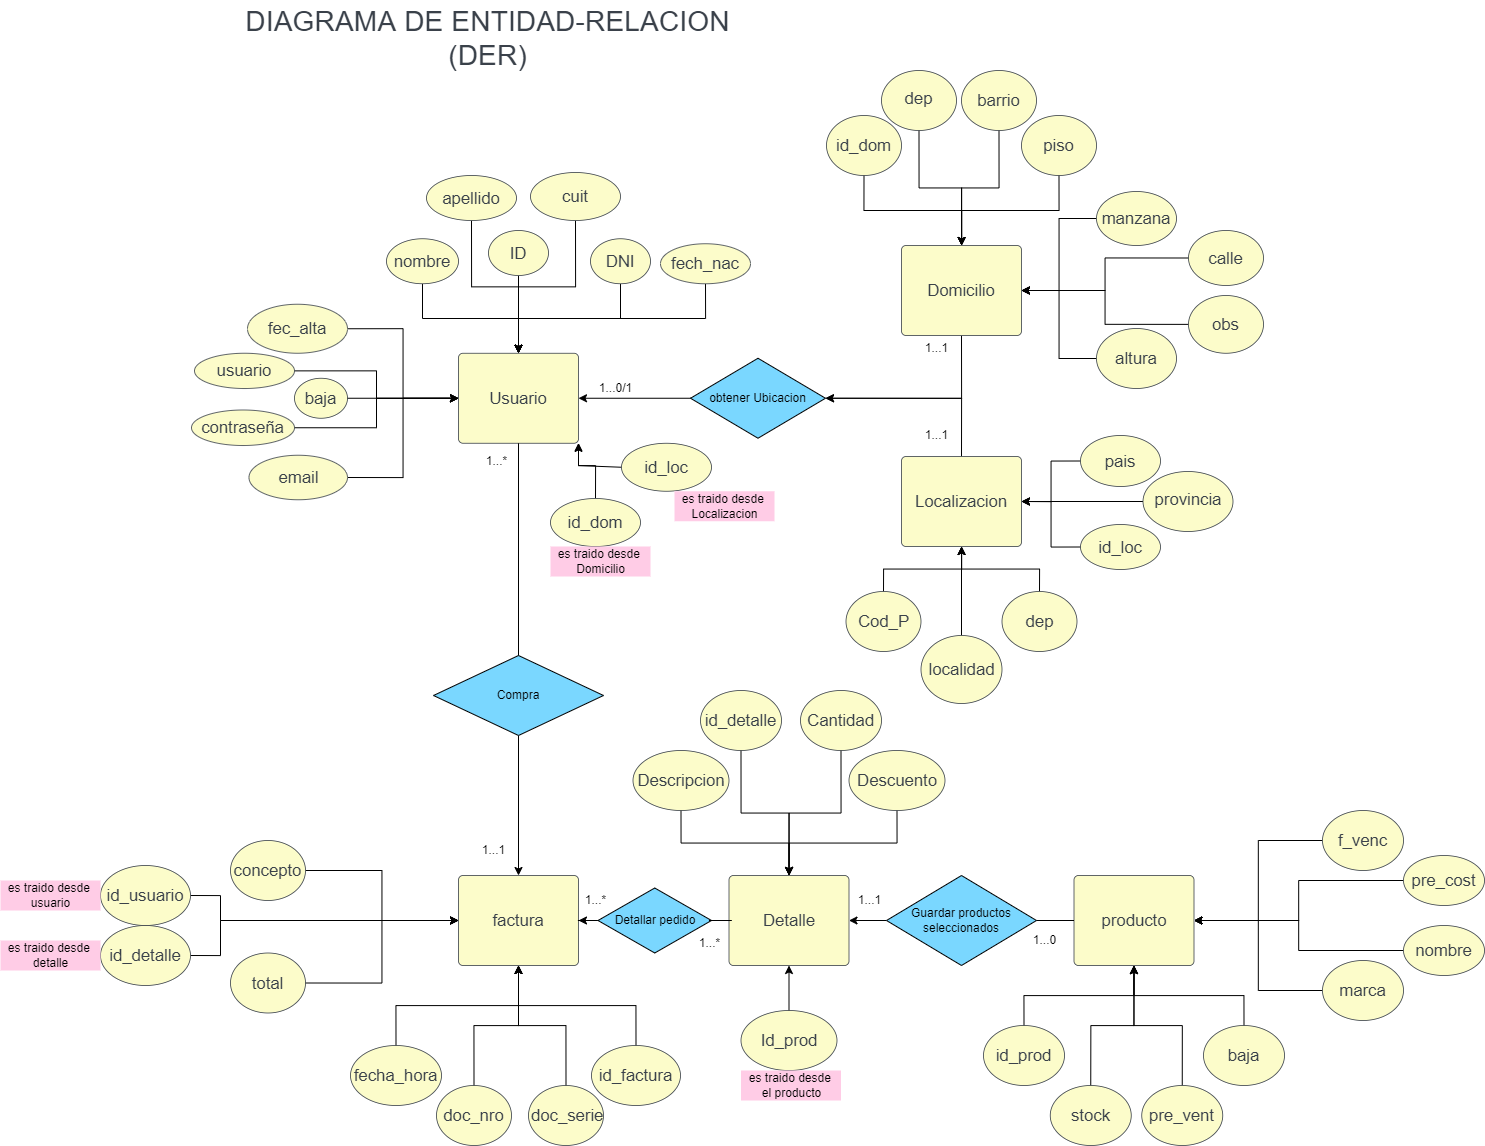 DIAGRAMA DE ENTIDAD-RELACION
(DER)
dep
barrio
id_dom
piso
apellido
cuit
manzana
nombre
ID
DNI
fech_nac
calle
Domicilio
fec_alta
obs
1...1
altura
usuario
baja
Usuario
1...0/1
obtener Ubicacion
contraseña
1...1
email
1...*
id_loc
es traido desde
Localizacion
id_dom
es traido desde
Domicilio
pais
Localizacion
provincia
id_loc
Cod_P
dep
localidad
Compra
id_detalle
Cantidad
Descripcion
Descuento
1...1
concepto
f_venc
es traido desde
usuario
id_usuario
pre_cost
factura
1...*
Detallar pedido
1...*
Detalle
1...1
Guardar productos
seleccionados
1...0
producto
es traido desde
detalle
id_detalle
nombre
total
marca
Id_prod
es traido desde
el producto
id_prod
baja
fecha_hora
id_factura
doc_nro
doc_serie
stock
pre_vent